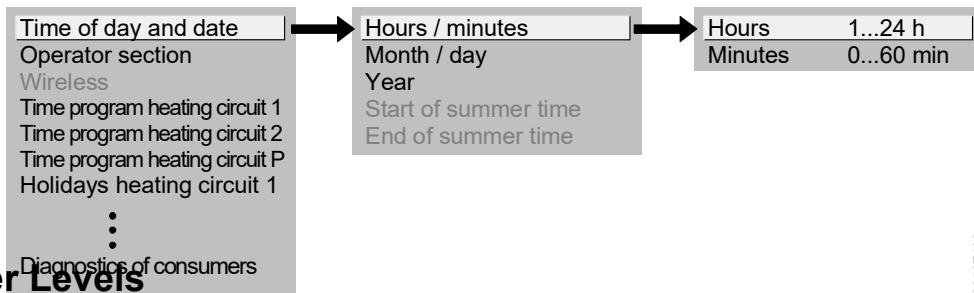 Time of day and date
Operator section
Wireless
Time program heating circuit 1
Time program heating circuit 2
Time program heating circuit P
Holidays heating circuit 1
Diagnostics of consumers
Hours / minutes
Month / day
Year
Start of summer time
End of summer time
Hours 1...24 h
Minutes 0...60 min
Levels